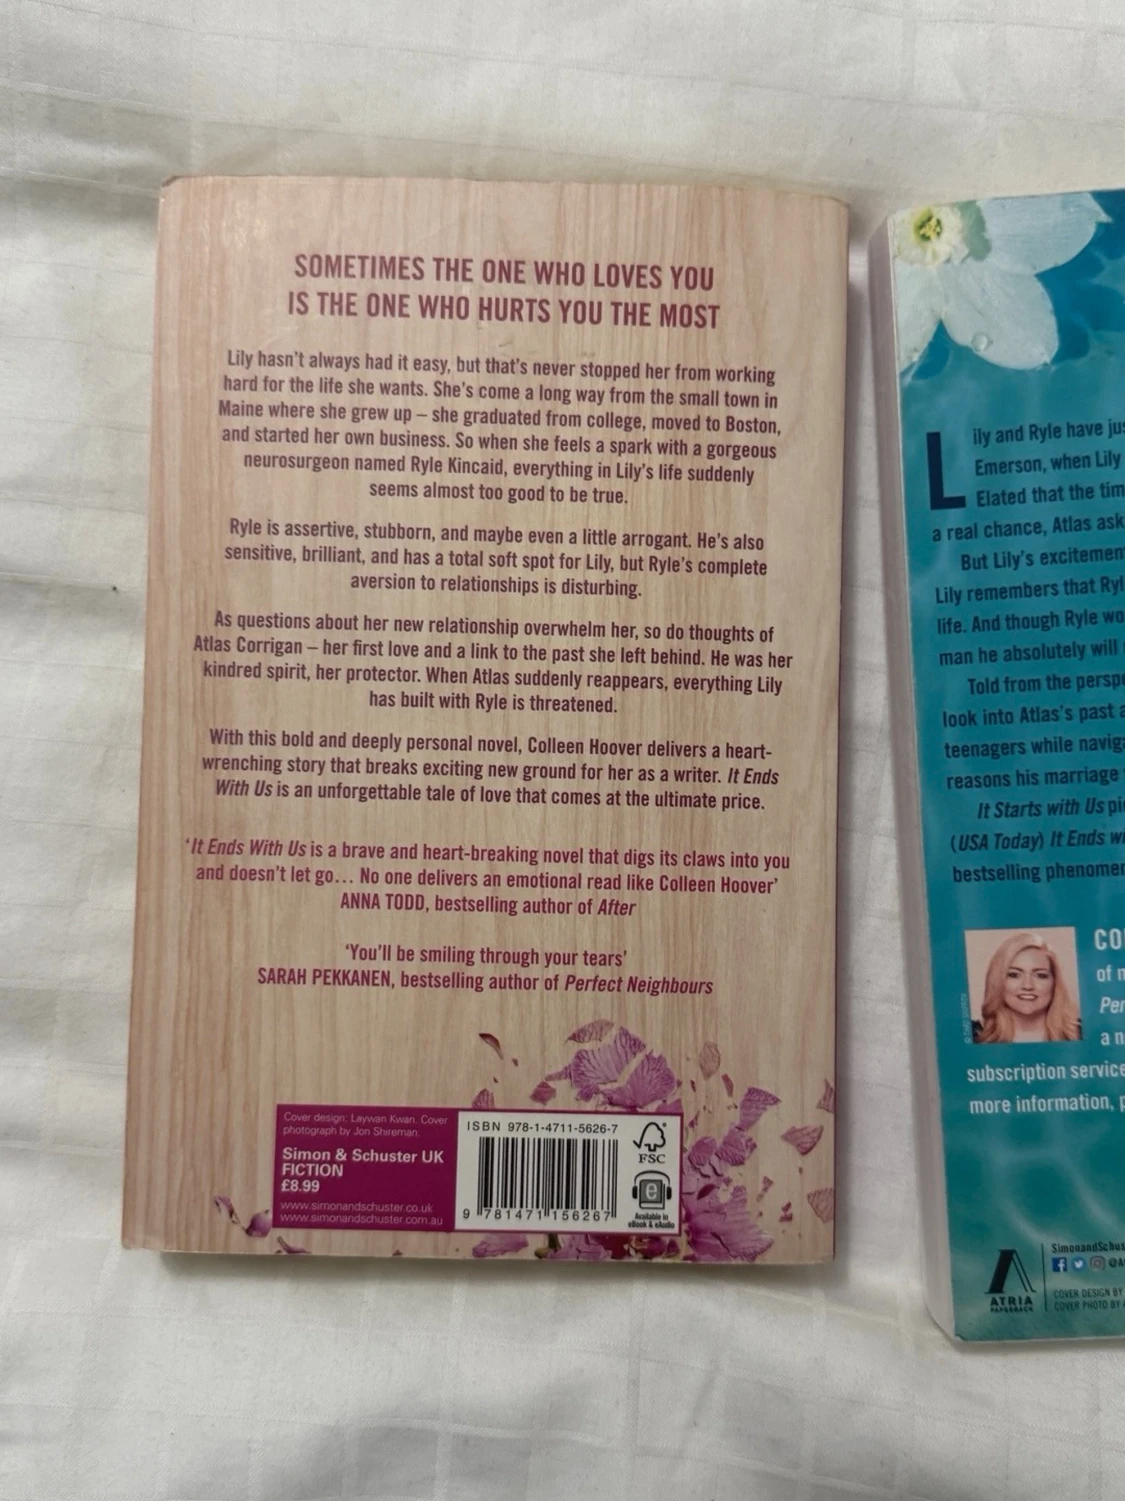 SOMETIMES THE ONE WHO LOVES YOU
IS THE ONE WHO HURTS YOU THE MOST
Lily hasn't always had it easy, but that's never stopped her from working
hard for the life she wants. She's come a long way from the small town in
Maine where she grew up – she graduated from college, moved to Boston,
and started her own business. So when she feels a spark with a gorgeous
neurosurgeon named Ryle Kincaid, everything in Lily's life suddenly
seems almost too good to be true.
Ryle is assertive, stubborn, and maybe even a little arrogant. He's also
sensitive, brilliant, and has a total soft spot for Lily, but Ryle's complete
aversion to relationships is disturbing.
As questions about her new relationship overwhelm her, so do thoughts of
Atlas Corrigan – her first love and a link to the past she left behind. He was her
kindred spirit, her protector. When Atlas suddenly reappears, everything Lily
has built with Ryle is threatened.
With this bold and deeply personal novel, Colleen Hoover delivers a heart-
wrenching story that breaks exciting new ground for her as a writer. It Ends
With Us is an unforgettable tale of love that comes at the ultimate price.
'It Ends With Us is a brave and heart-breaking novel that digs its claws into you
and doesn't let go… No one delivers an emotional read like Colleen Hoover'
ANNA TODD, bestselling author of After
'You'll be smiling through your tears'
SARAH PEKKANEN, bestselling author of Perfect Neighbours
Cover design: Laywan Kwan. Cover
photograph by Jon Shireman.
Simon & Schuster UK
FICTION
£8.99
www.simonandschuster.co.uk
www.simonandschuster.com.au
ISBN 978-1-4711-5626-7
9 781471 156267
FSC
e
Available in
eBook & eAudio
Lily and Ryle have
Emerson, when Lily
Elated that the
a real chance, Atlas
But Lily's
Lily remembers that
life. And though Ryle
man he absolutely will
Told from the
look into Atlas's past
teenagers while
reasons his marriage
It Starts with Us
(USA Today) It Ends
bestselling
of
a
subscription
more information,
ATRIA
PAPERBACK
COVER DESIGN BY
COVER PHOTO BY